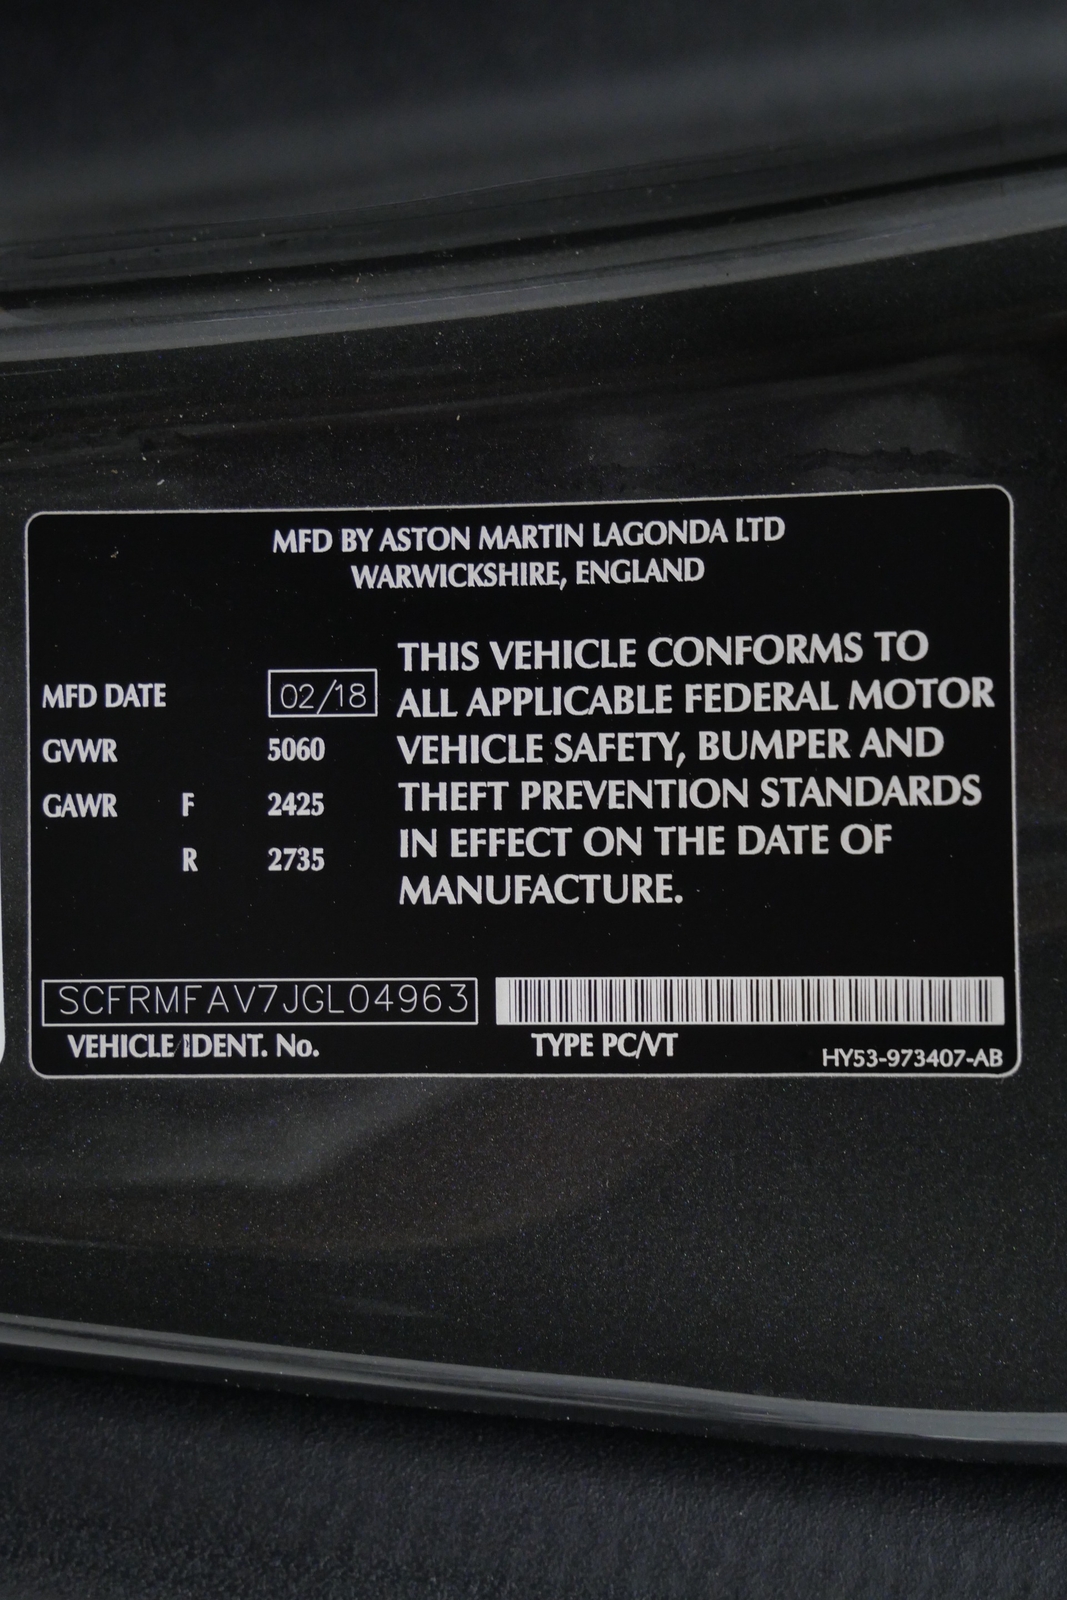 MFD BY ASTON MARTIN LAGONDA LTD
WARWICKSHIRE, ENGLAND
MFD DATE 02/18
GVWR 5060
GAWR F 2425
R 2735
THIS VEHICLE CONFORMS TO
ALL APPLICABLE FEDERAL MOTOR
VEHICLE SAFETY, BUMPER AND
THEFT PREVENTION STANDARDS
IN EFFECT ON THE DATE OF
MANUFACTURE.
SCFRMFAV7JGL04963
VEHICLE IDENT. No.
TYPE PC/VT
HY53-973407-AB